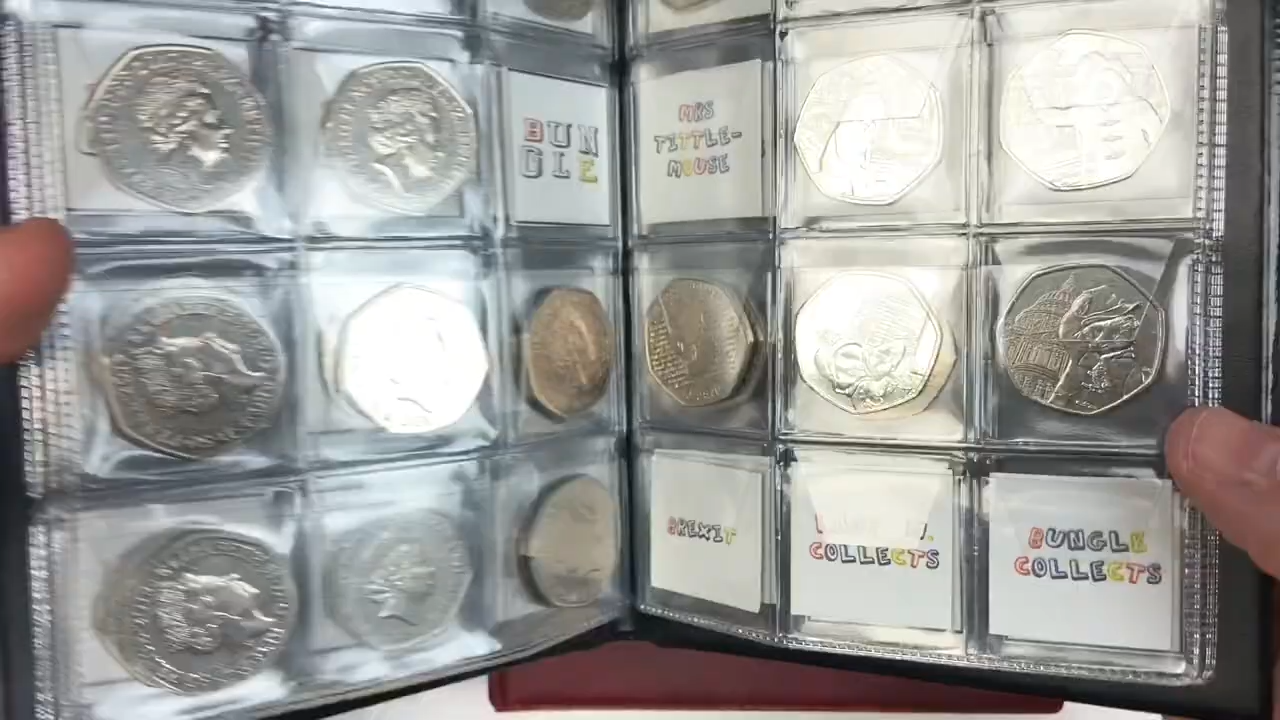 BUN
GLE
MRS
TITTLE-
MOUSE
BREXIT
COLLECTS
BUNGLE
COLLECTS